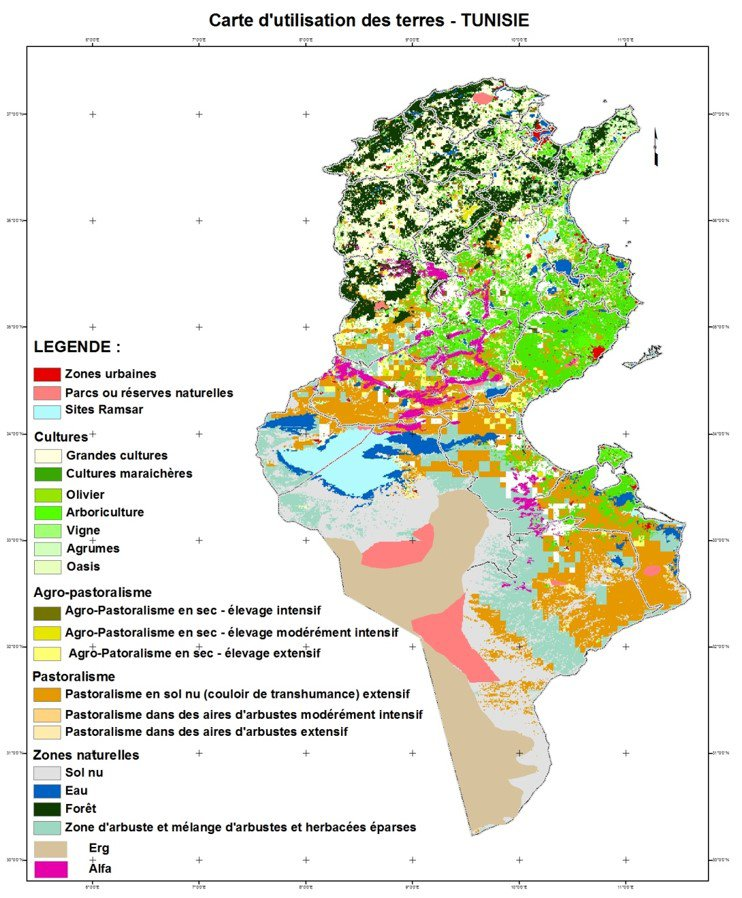 Carte d'utilisation des terres - TUNISIE
LEGENDE :
Zones urbaines
Parcs ou réserves naturelles
Sites Ramsar
Cultures
Grandes cultures
Cultures maraichères
Olivier
Arboriculture
Vigne
Agrumes
Oasis
Agro-pastoralisme
Agro-Pastoralisme en sec - élevage intensif
Agro-Pastoralisme en sec - élevage modérément intensif
Agro-Patoralisme en sec - élevage extensif
Pastoralisme
Pastoralisme en sol nu (couloir de transhumance) extensif
Pastoralisme dans des aires d'arbustes modérément intensif
Pastoralisme dans des aires d'arbustes extensif
Zones naturelles
Sol nu
Eau
Forêt
Zone d'arbuste et mélange d'arbustes et herbacées éparses
Erg
Alfa